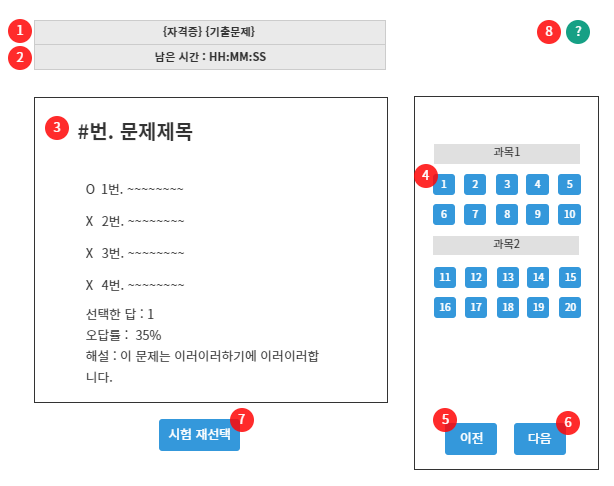 1 {자격증} {기출문제} 8 ?
2 남은 시간 : HH:MM:SS
3 #번. 문제제목
O 1번. ~~~~~~~~
X 2번. ~~~~~~~~
X 3번. ~~~~~~~~
X 4번. ~~~~~~~~
선택한 답 : 1
오답률 : 35%
해설 : 이 문제는 이러이러하기에 이러이러합
니다.
7
시험 재선택
과목1
4
1 2 3 4 5
6 7 8 9 10
과목2
11 12 13 14 15
16 17 18 19 20
5 6
이전 다음